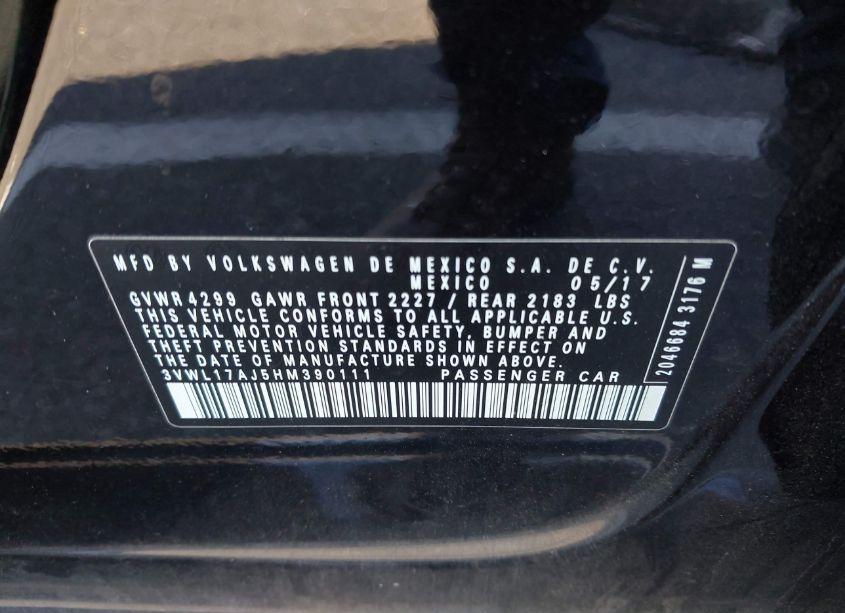 MFD BY VOLKSWAGEN DE MEXICO S.A. DE C.V.
MEXICO 05/17
GVWR 4299 GAWR FRONT 2227 / REAR 2183 LBS
THIS VEHICLE CONFORMS TO ALL APPLICABLE U.S.
FEDERAL MOTOR VEHICLE SAFETY, BUMPER AND
THEFT PREVENTION STANDARDS IN EFFECT ON
THE DATE OF MANUFACTURE SHOWN ABOVE.
3VWL17AJ5HM390111 PASSENGER CAR
2046684 3176 M